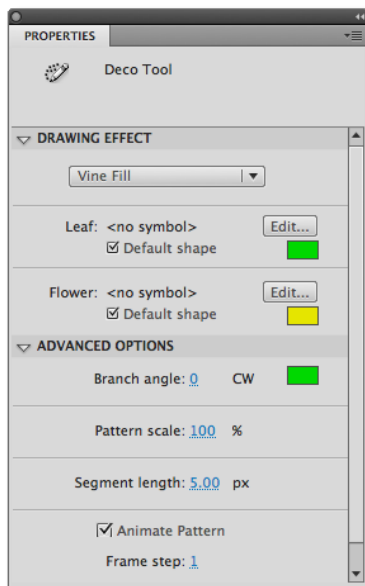 PROPERTIES
Deco Tool
DRAWING EFFECT
Vine Fill
Leaf: <no symbol> Edit...
Default shape
Flower: <no symbol> Edit...
Default shape
ADVANCED OPTIONS
Branch angle: 0 CW
Pattern scale: 100 %
Segment length: 5.00 px
Animate Pattern
Frame step: 1